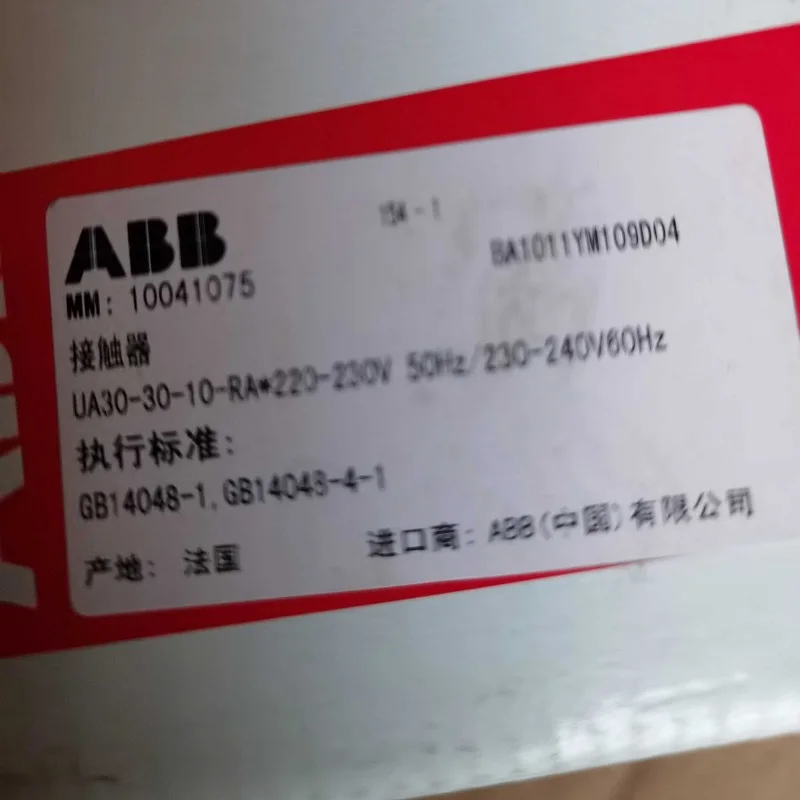 ABB
154-1
MM: 10041075
BA1011YM109D04
接触器
UA30-30-10-RA*220-230V 50Hz/230-240V60Hz
执行标准:
GB14048-1,GB14048-4-1
产地: 法国
进口商: ABB(中国)有限公司